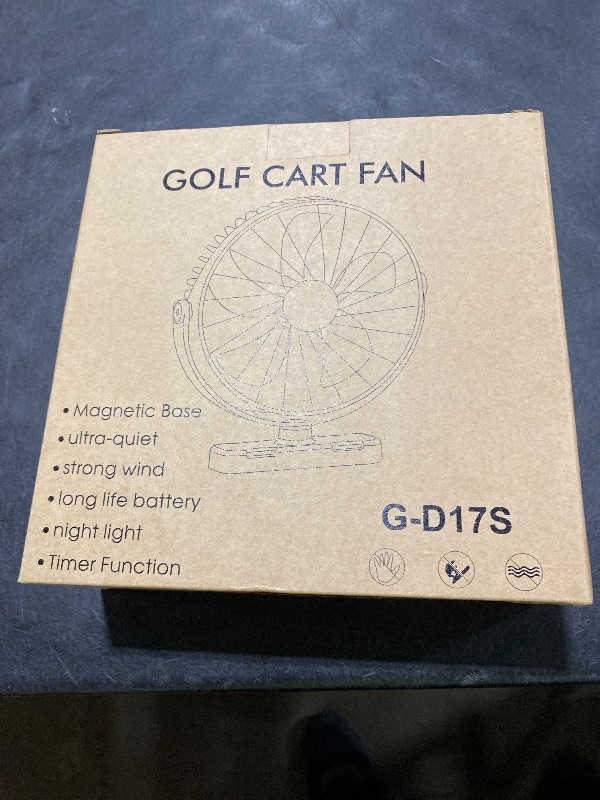 GOLF CART FAN
• Magnetic Base
• ultra-quiet
• strong wind
• long life battery
• night light
• Timer Function
G-D17S